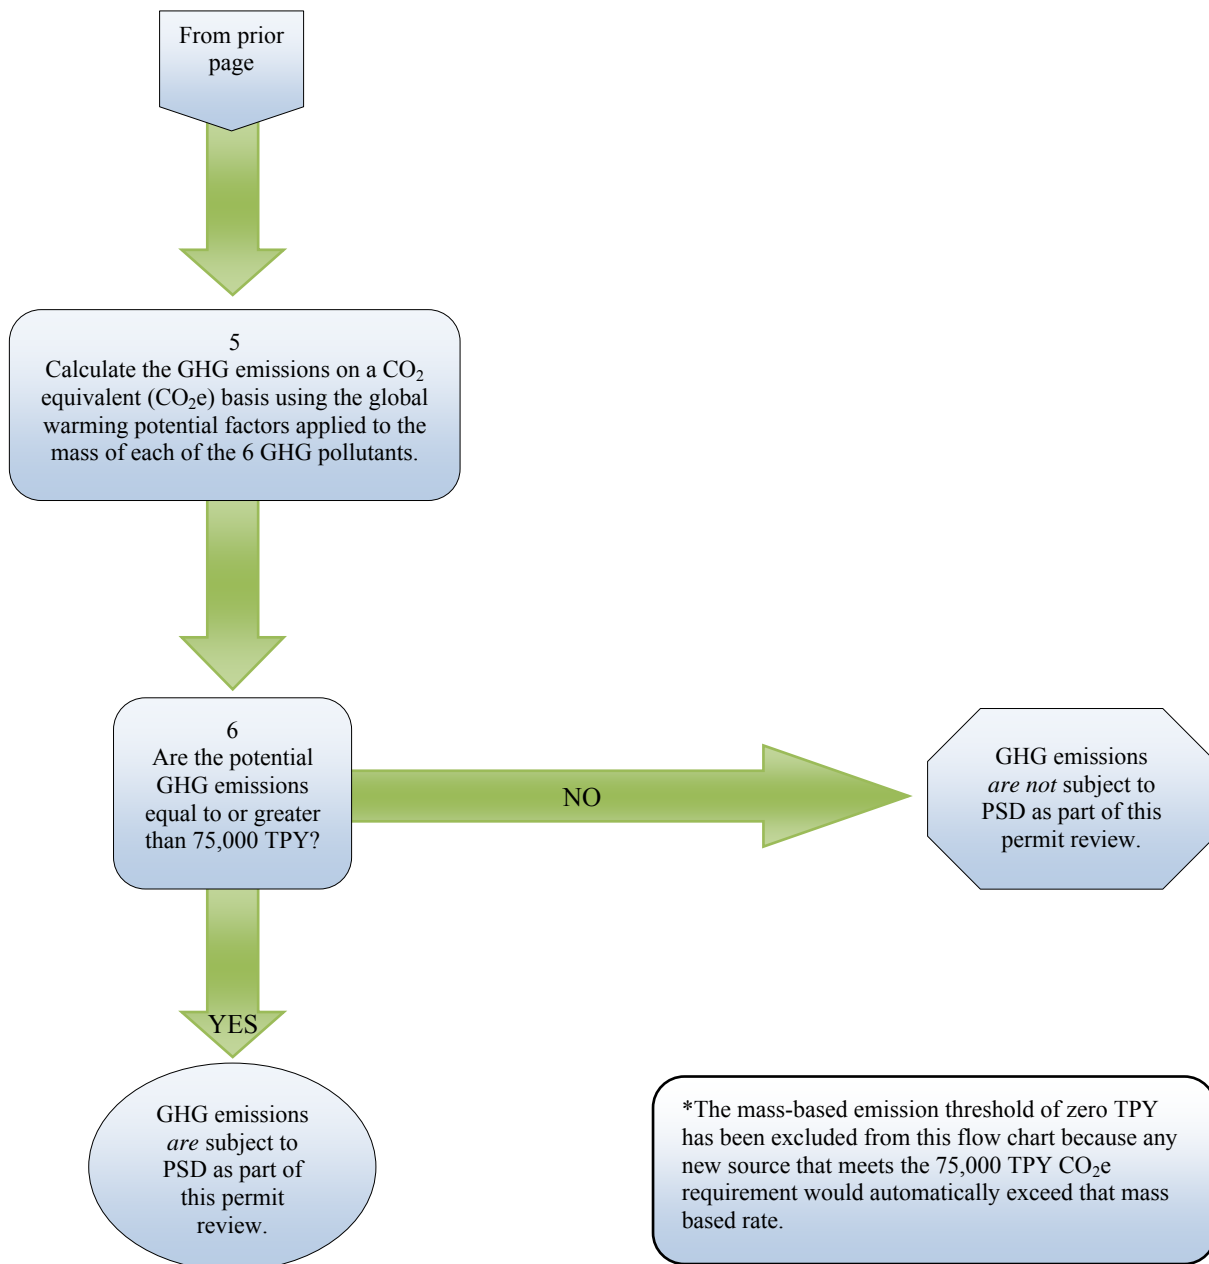 From prior
page
5
Calculate the GHG emissions on a CO₂
equivalent (CO₂e) basis using the global
warming potential factors applied to the
mass of each of the 6 GHG pollutants.
6
Are the potential
GHG emissions
equal to or greater
than 75,000 TPY?
NO
GHG emissions
are not subject to
PSD as part of this
permit review.
YES
GHG emissions
are subject to
PSD as part of
this permit
review.
*The mass-based emission threshold of zero TPY
has been excluded from this flow chart because any
new source that meets the 75,000 TPY CO₂e
requirement would automatically exceed that mass
based rate.